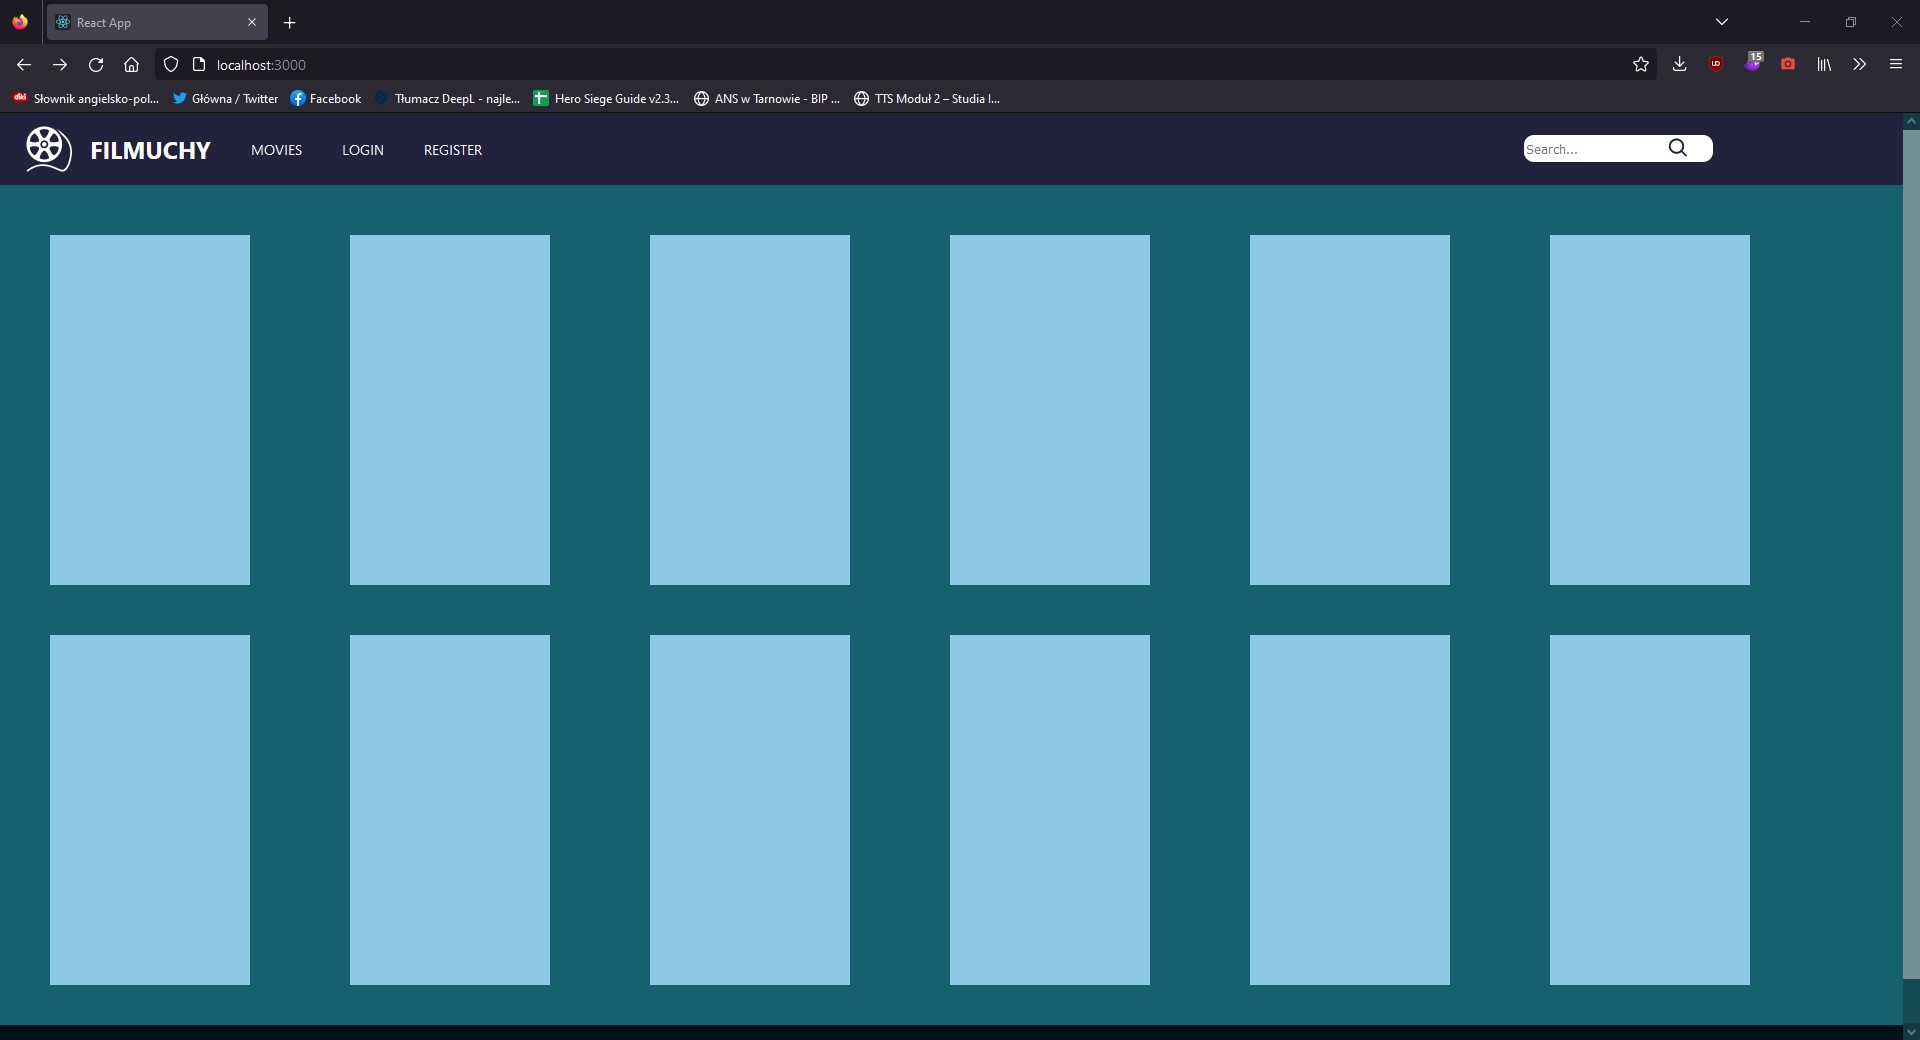 React App
localhost:3000
15
Słownik angielsko-pol... Główna / Twitter Facebook Tłumacz DeepL - najle... Hero Siege Guide v2.3... ANS w Tarnowie - BIP ... TTS Moduł 2 – Studia I...
FILMUCHY MOVIES LOGIN REGISTER Search...